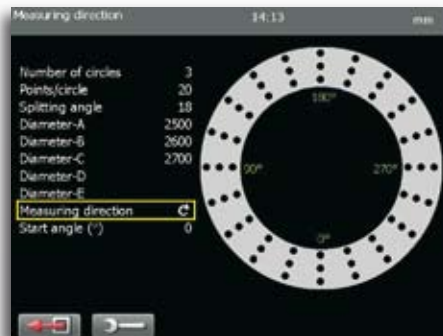 Measuring direction 14:13 mm
Number of circles 3
Points/circle 20
Splitting angle 18
Diameter-A 2500
Diameter-B 2600
Diameter-C 2700
Diameter-D
Diameter-E
Measuring direction
Start angle (°) 0
180°
90° 270°
0°